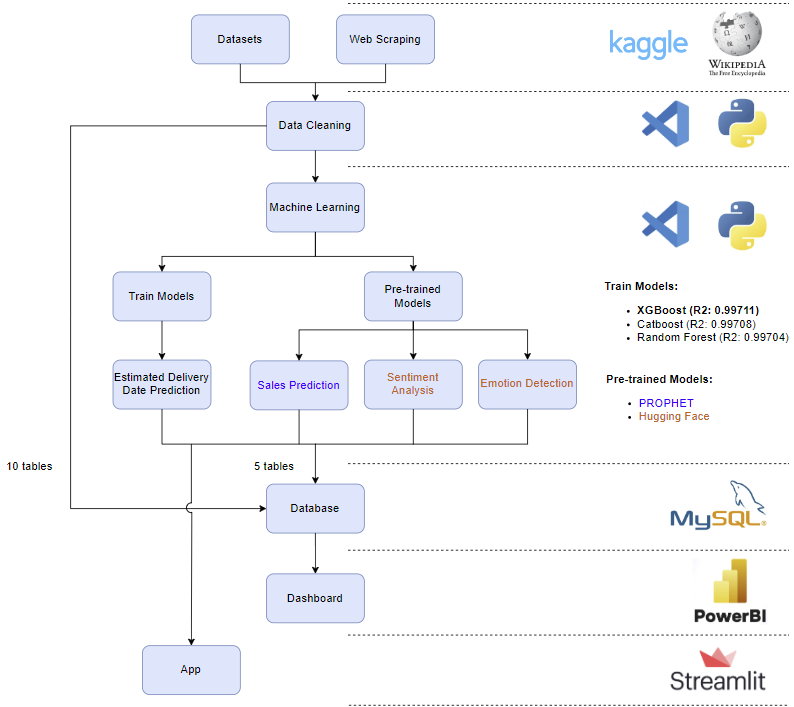 Datasets
Web Scraping
kaggle
WIKIPEDIA
The Free Encyclopedia
Data Cleaning
Machine Learning
Train Models
Pre-trained
Models
Train Models:
XGBoost (R2: 0.99711)
Catboost (R2: 0.99708)
Random Forest (R2: 0.99704)
Estimated Delivery
Date Prediction
Sales Prediction
Sentiment
Analysis
Emotion Detection
Pre-trained Models:
PROPHET
Hugging Face
10 tables
5 tables
Database
MySQL®
Dashboard
PowerBI
App
Streamlit